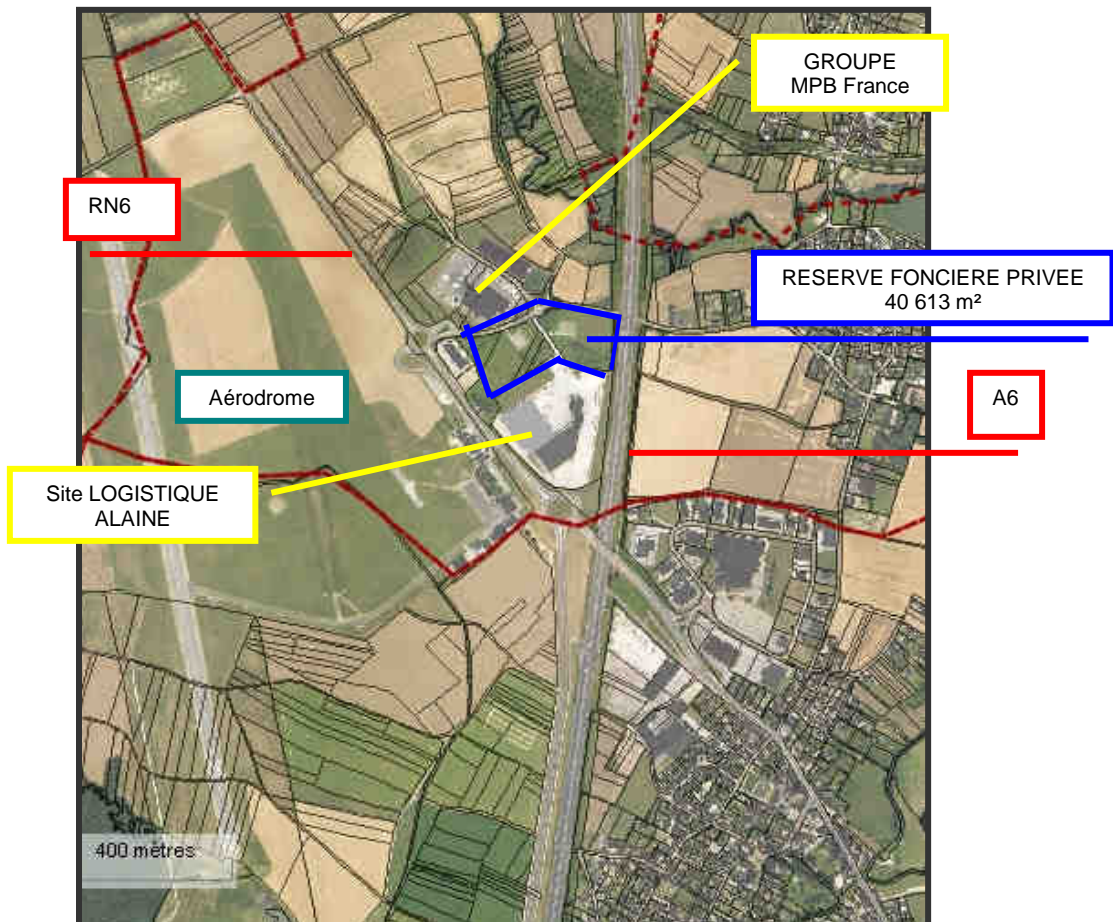 GROUPE
MPB France
RN6
RESERVE FONCIERE PRIVEE
40 613 m²
Aérodrome
A6
Site LOGISTIQUE
ALAINE
400 mètres